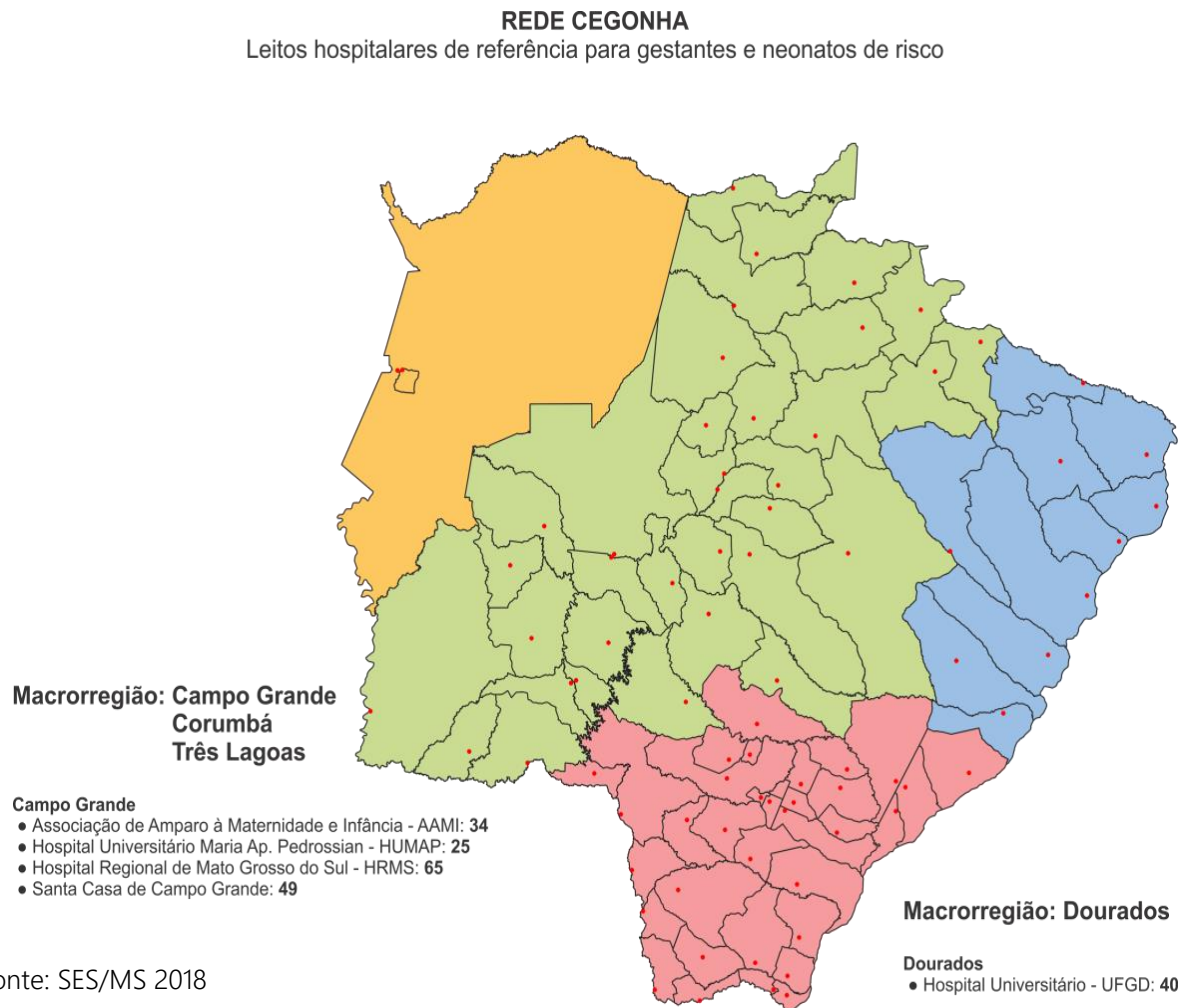 REDE CEGONHA
Leitos hospitalares de referência para gestantes e neonatos de risco
Macrorregião: Campo Grande
Corumbá
Três Lagoas
Campo Grande
● Associação de Amparo à Maternidade e Infância - AAMI: 34
● Hospital Universitário Maria Ap. Pedrossian - HUMAP: 25
● Hospital Regional de Mato Grosso do Sul - HRMS: 65
● Santa Casa de Campo Grande: 49
Macrorregião: Dourados
Dourados
● Hospital Universitário - UFGD: 40
onte: SES/MS 2018